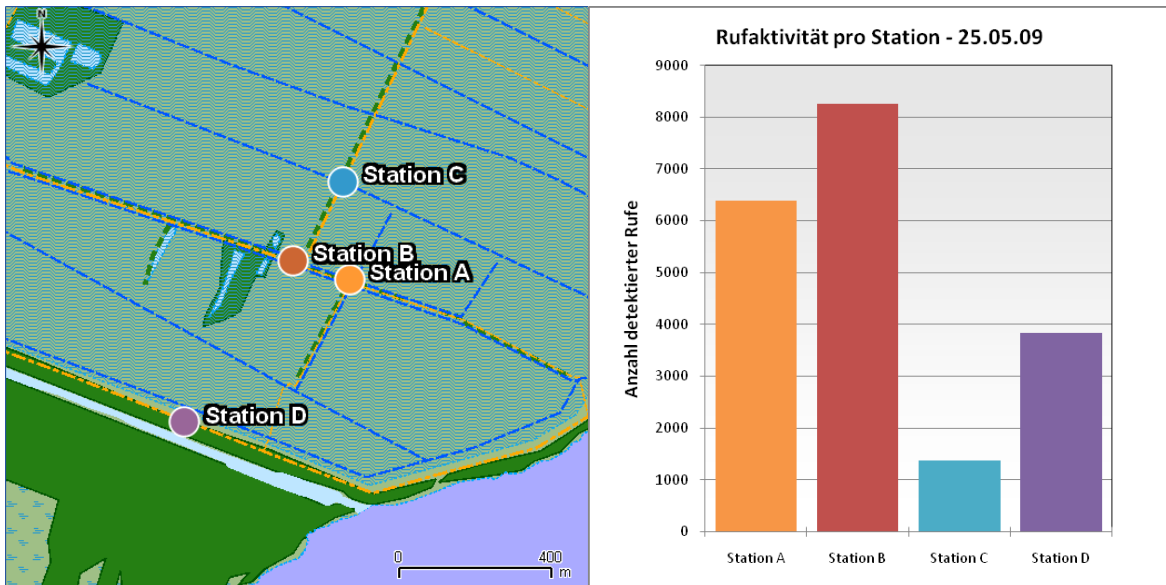 N
Station C
Station B
Station A
Station D
0 400
m
Rufaktivität pro Station - 25.05.09
Anzahl detektierter Rufe
9000
8000
7000
6000
5000
4000
3000
2000
1000
0
Station A Station B Station C Station D